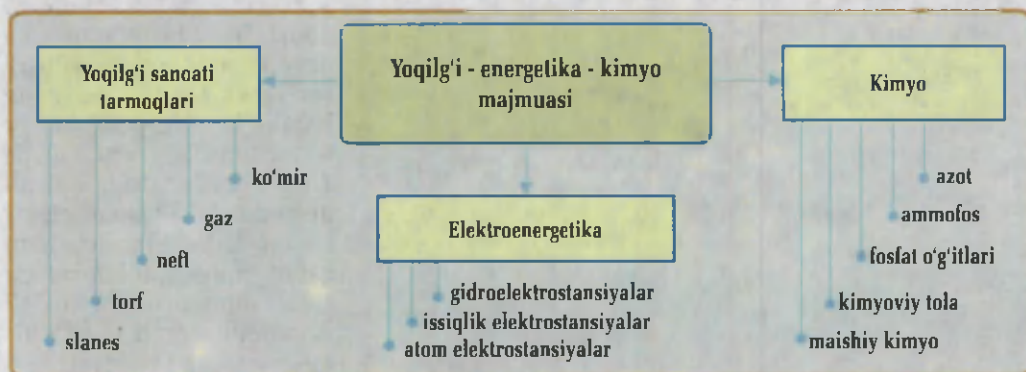 Yoqilg‘i - energetika - kimyo
majmuasi
Yoqilg‘i sanoati
tarmoqlari
ko‘mir
gaz
neft
torf
slanes
Elektroenergetika
gidroelektrostansiyalar
issiqlik elektrostansiyalar
atom elektrostansiyalar
Kimyo
azot
ammofos
fosfat o‘g‘itlari
kimyoviy tola
maishiy kimyo